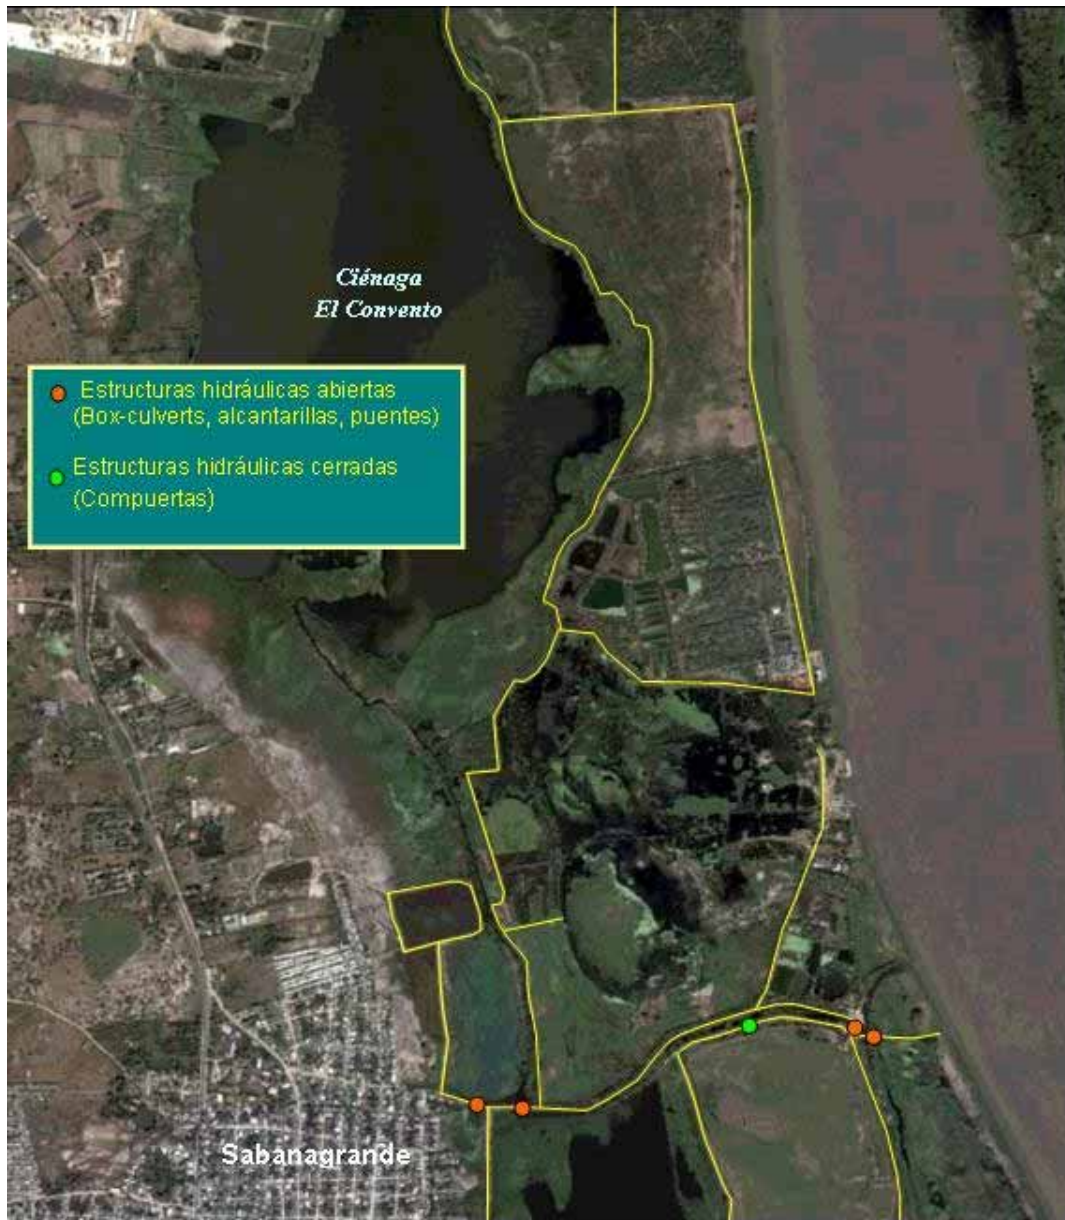 Ciénaga
El Convento
Estructuras hidráulicas abiertas
(Box-culverts, alcantarillas, puentes)
Estructuras hidráulicas cerradas
(Compuertas)
Sabanagrande